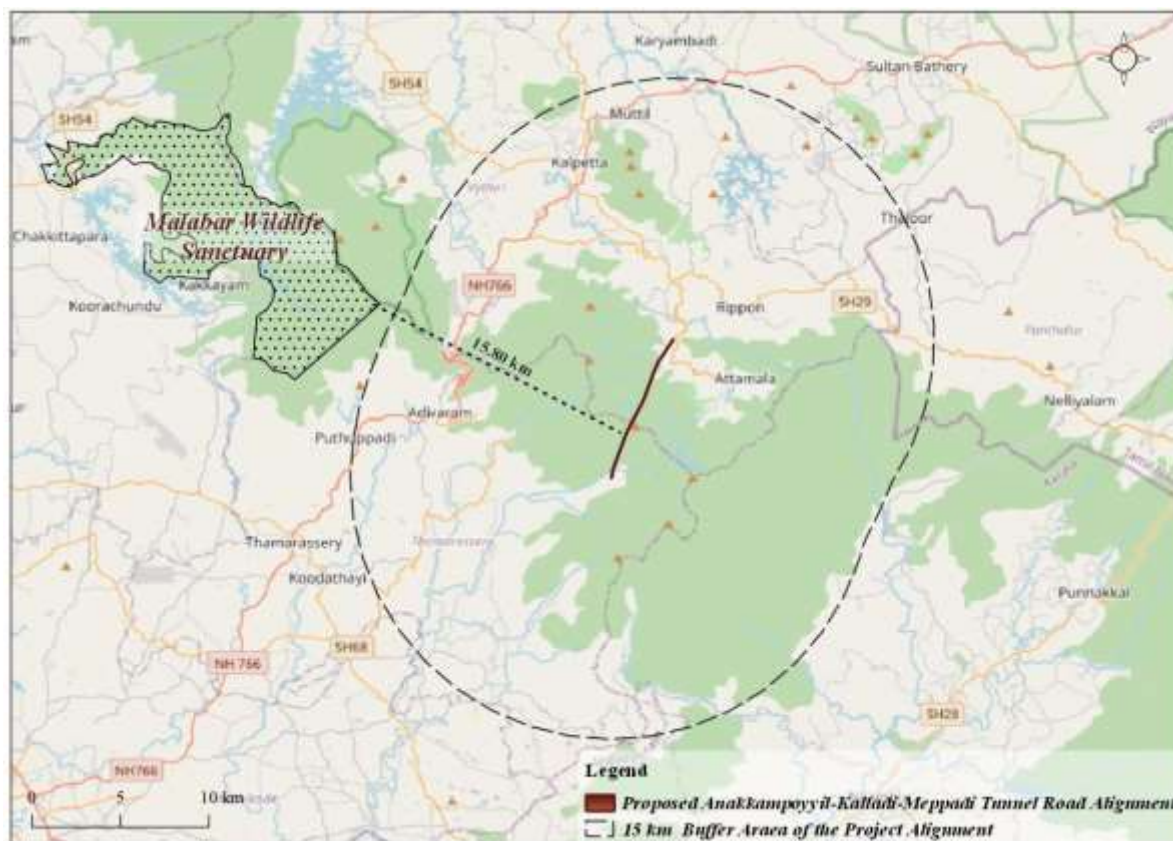 Karyambadi
Sultan-Bathery
SH54
SH54
Muttil
Kalpetta
Vythiri
Malabar Wildlife
Sanctuary
Chakkittapara
Kakkayam
Koorachundu
Thaloor
NH766
Rippon
SH29
15.80 km
Attamala
Adivaram
Puthuppadi
Nelliyalam
Kerala
Thamarassery
Koodathayi
Punnakkal
SH68
NH 766
SH28
NH766
Legend
Proposed Anakkampoyyil-Kalladi-Meppadi Tunnel Road Alignment
15 km Buffer Araea of the Project Alignment
0 5 10 km